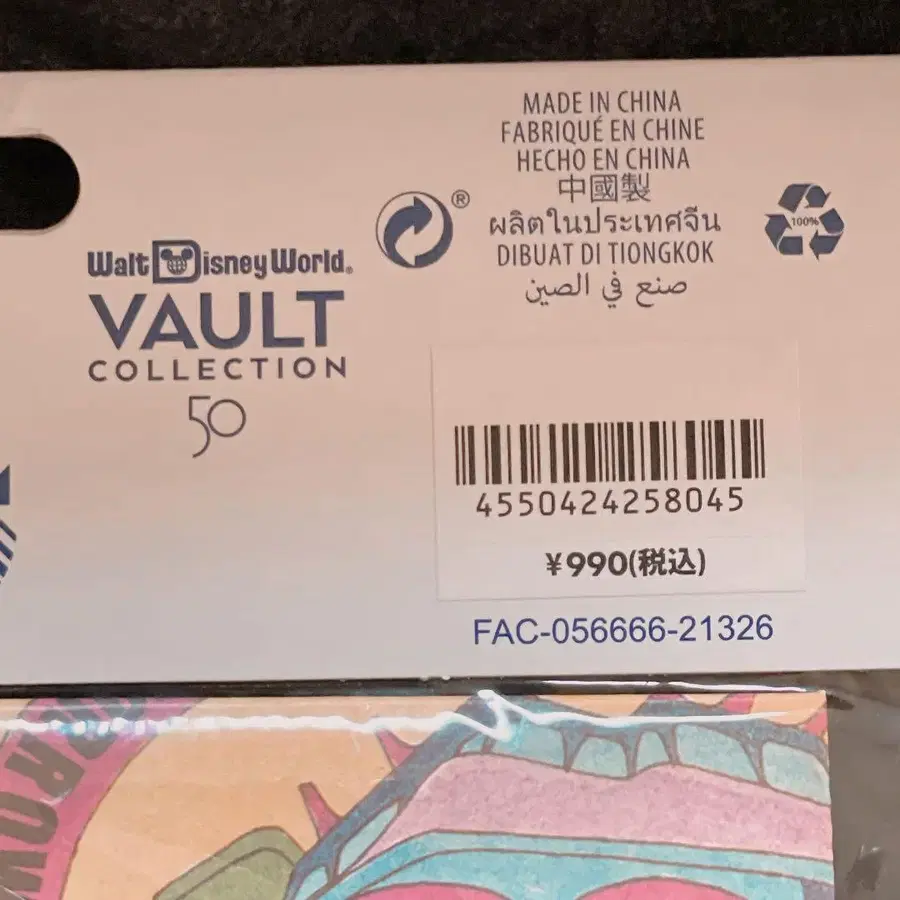 Walt Disney World®
VAULT
COLLECTION
50
®
MADE IN CHINA
FABRIQUÉ EN CHINE
HECHO EN CHINA
中國製
ผลิตในประเทศจีน
DIBUAT DI TIONGKOK
صنع في الصين
100%
4550424258045
¥990(税込)
FAC-056666-21326